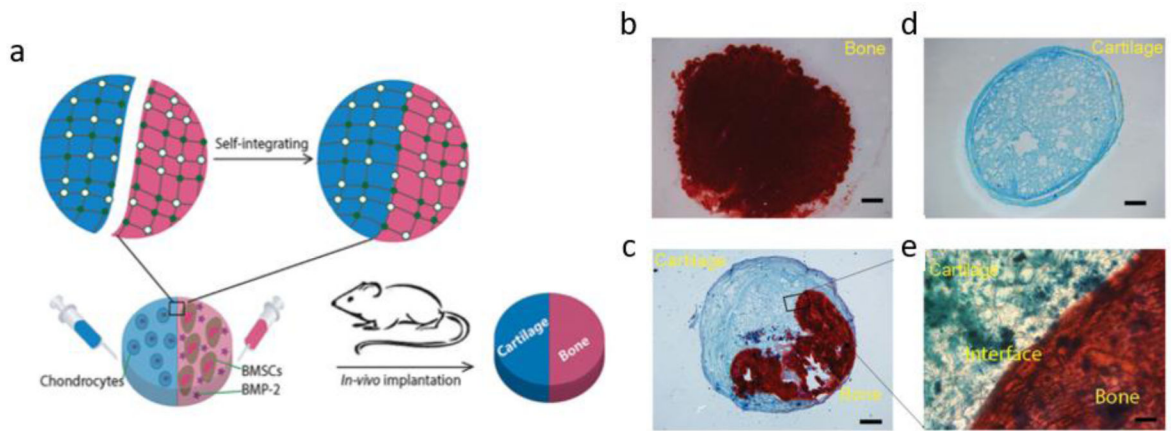 a
Self-integrating
Chondrocytes
BMSCs
BMP-2
In-vivo implantation
Cartilage
Bone
b
Bone
d
Cartilage
c
Cartilage
Bone
e
Cartilage
Interface
Bone